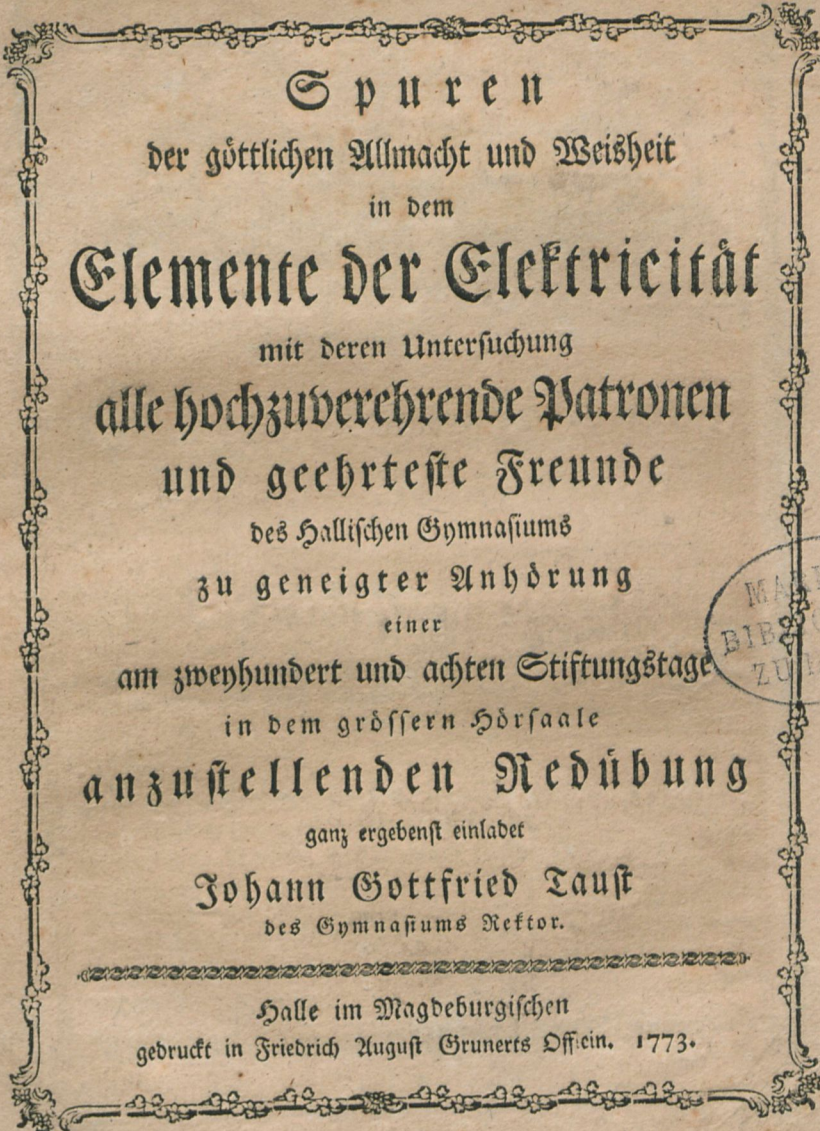 Spuren
der göttlichen Allmacht und Weisheit
in dem
Elemente der Elektricität
mit deren Untersuchung
alle hochzuverehrende Patronen
und geehrteste Freunde
des Hallischen Gymnasiums
zu geneigter Anhörung
einer
am zweyhundert und achten Stiftungstage
in dem grössern Hörsaale
anzustellenden Redübung
ganz ergebenst einladet
Johann Gottfried Taust
des Gymnasiums Rektor.
Halle im Magdeburgischen
gedruckt in Friedrich August Grunerts Officin. 1773.